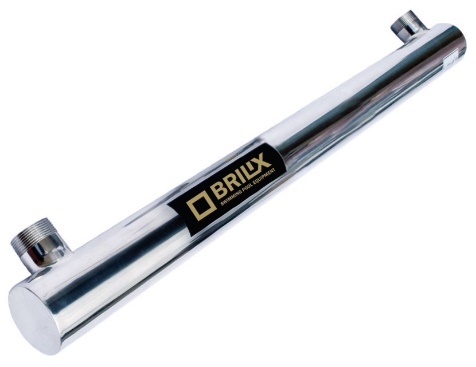 BRILIX
SWIMMING POOL EQUIPMENT